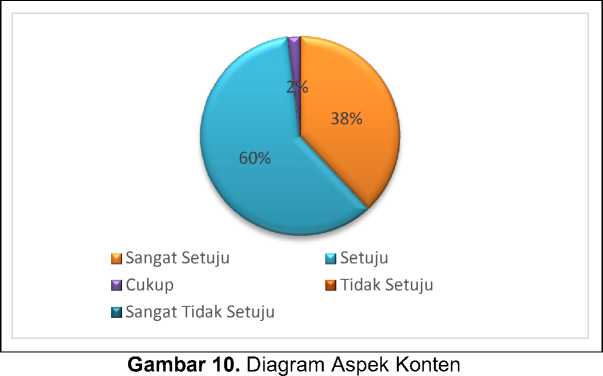 2%
38%
60%
Sangat Setuju
Setuju
Cukup
Tidak Setuju
Sangat Tidak Setuju
Gambar 10. Diagram Aspek Konten